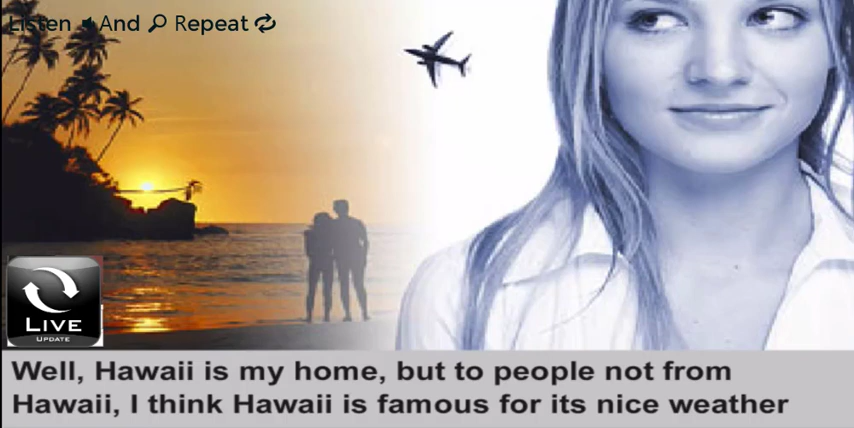 Listen And Repeat
LIVE
UPDATE
Well, Hawaii is my home, but to people not from
Hawaii, I think Hawaii is famous for its nice weather